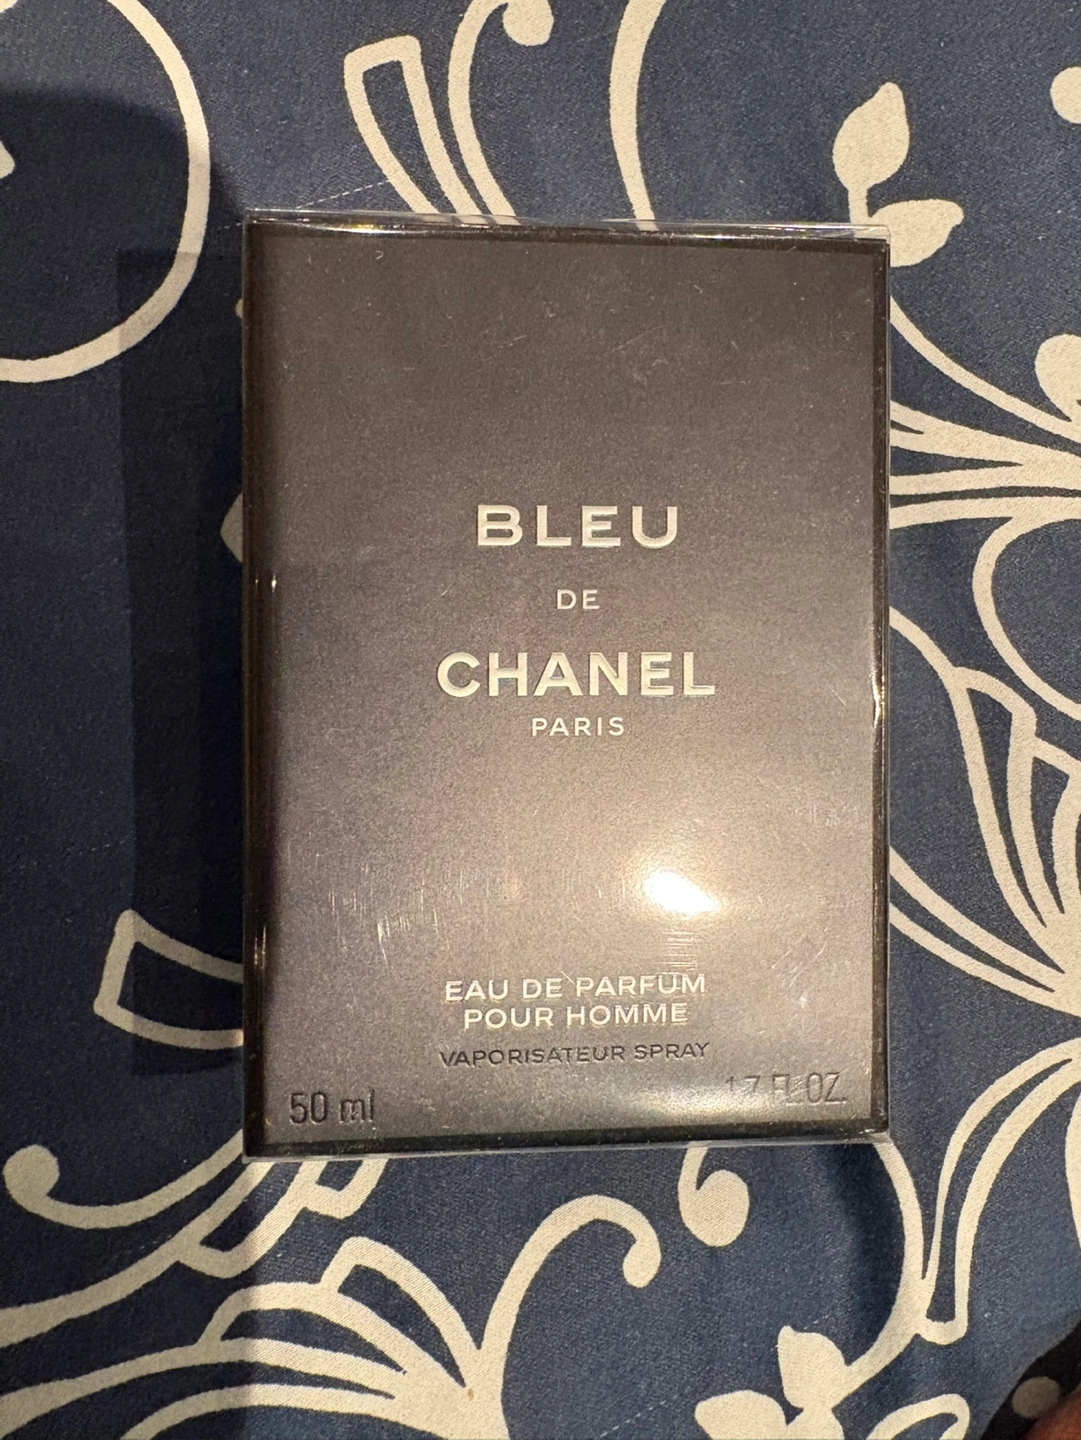 BLEU
DE
CHANEL
PARIS
EAU DE PARFUM
POUR HOMME
VAPORISATEUR SPRAY
50 ml 1.7 FL.OZ.